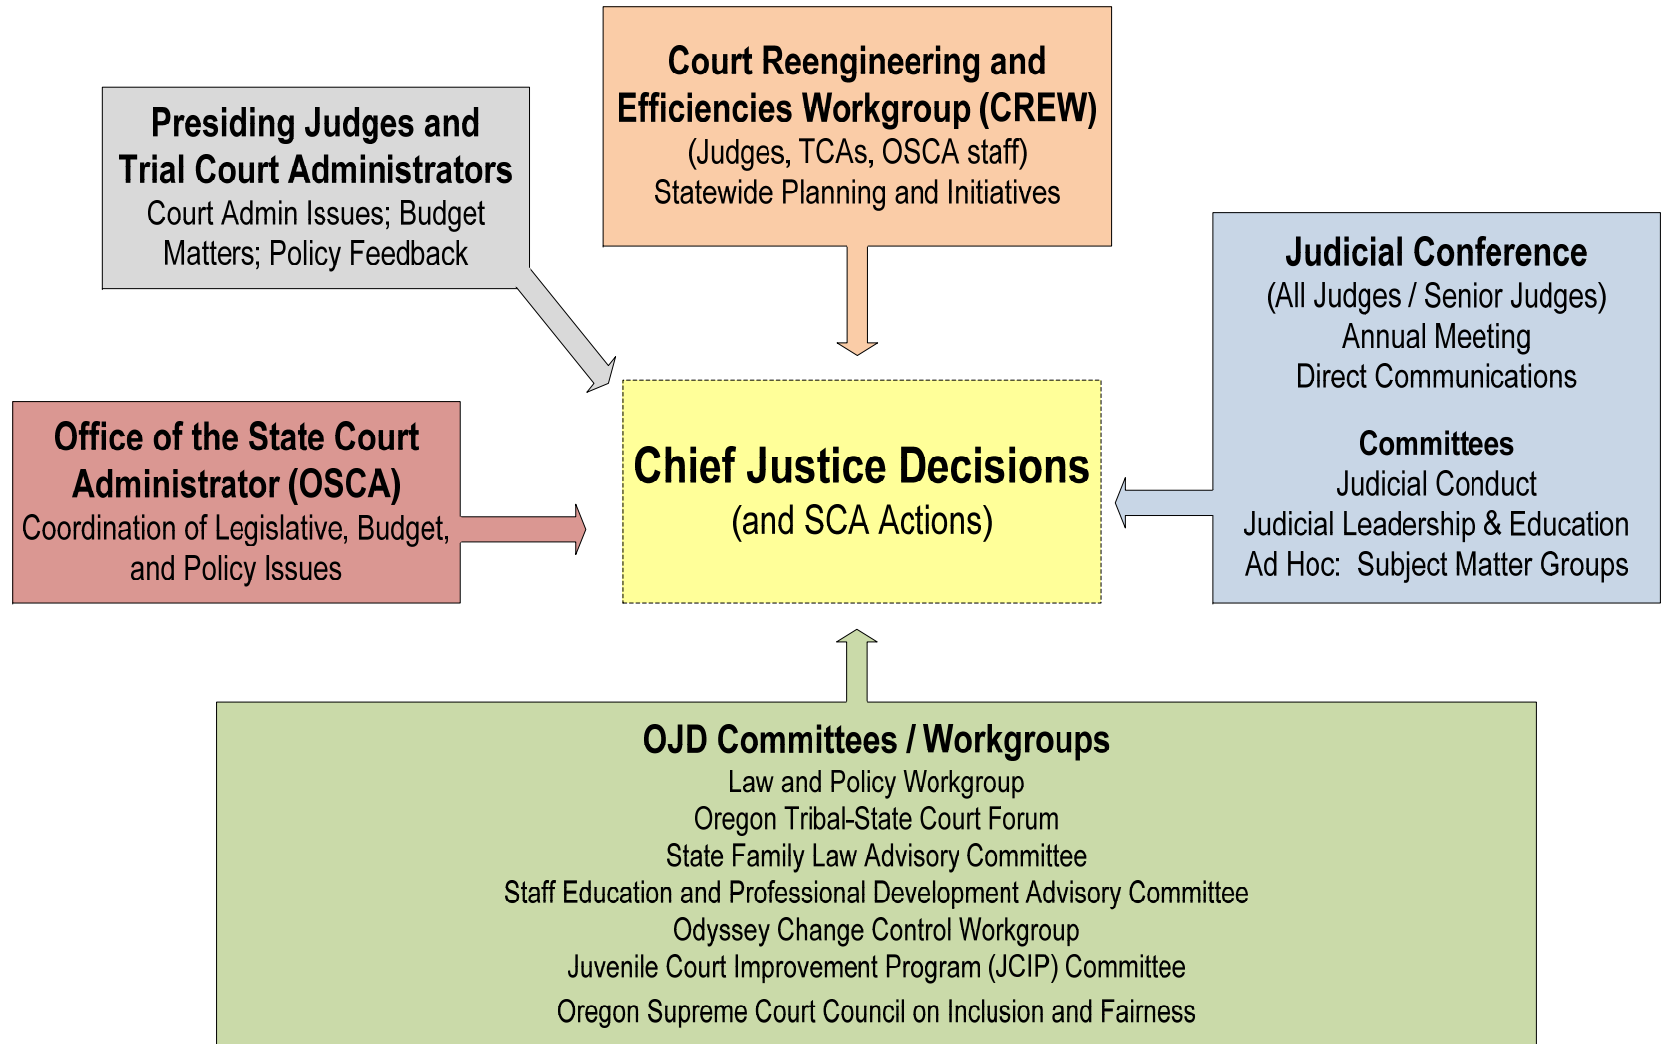 Court Reengineering and
Efficiencies Workgroup (CREW)
(Judges, TCAs, OSCA staff)
Statewide Planning and Initiatives
Presiding Judges and
Trial Court Administrators
Court Admin Issues; Budget
Matters; Policy Feedback
Judicial Conference
(All Judges / Senior Judges)
Annual Meeting
Direct Communications
Committees
Judicial Conduct
Judicial Leadership & Education
Ad Hoc:  Subject Matter Groups
Office of the State Court
Administrator (OSCA)
Coordination of Legislative, Budget,
and Policy Issues
Chief Justice Decisions
(and SCA Actions)
OJD Committees / Workgroups
Law and Policy Workgroup
Oregon Tribal-State Court Forum
State Family Law Advisory Committee
Staff Education and Professional Development Advisory Committee
Odyssey Change Control Workgroup
Juvenile Court Improvement Program (JCIP) Committee
Oregon Supreme Court Council on Inclusion and Fairness